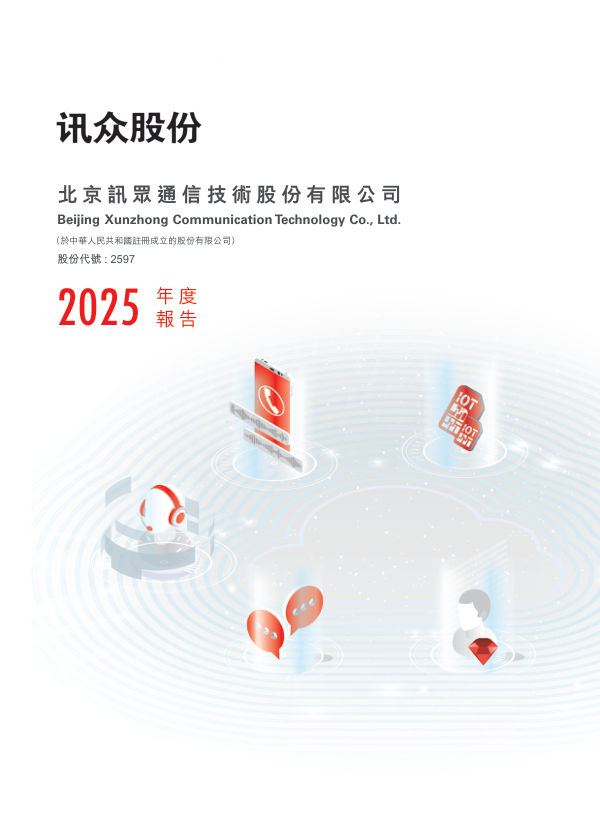 讯众股份
北京訊眾通信技術股份有限公司
Beijing Xunzhong Communication Technology Co., Ltd.
(於中華人民共和國註冊成立的股份有限公司)
股份代號 : 2597
2025 年度
報告
IOT
IOT